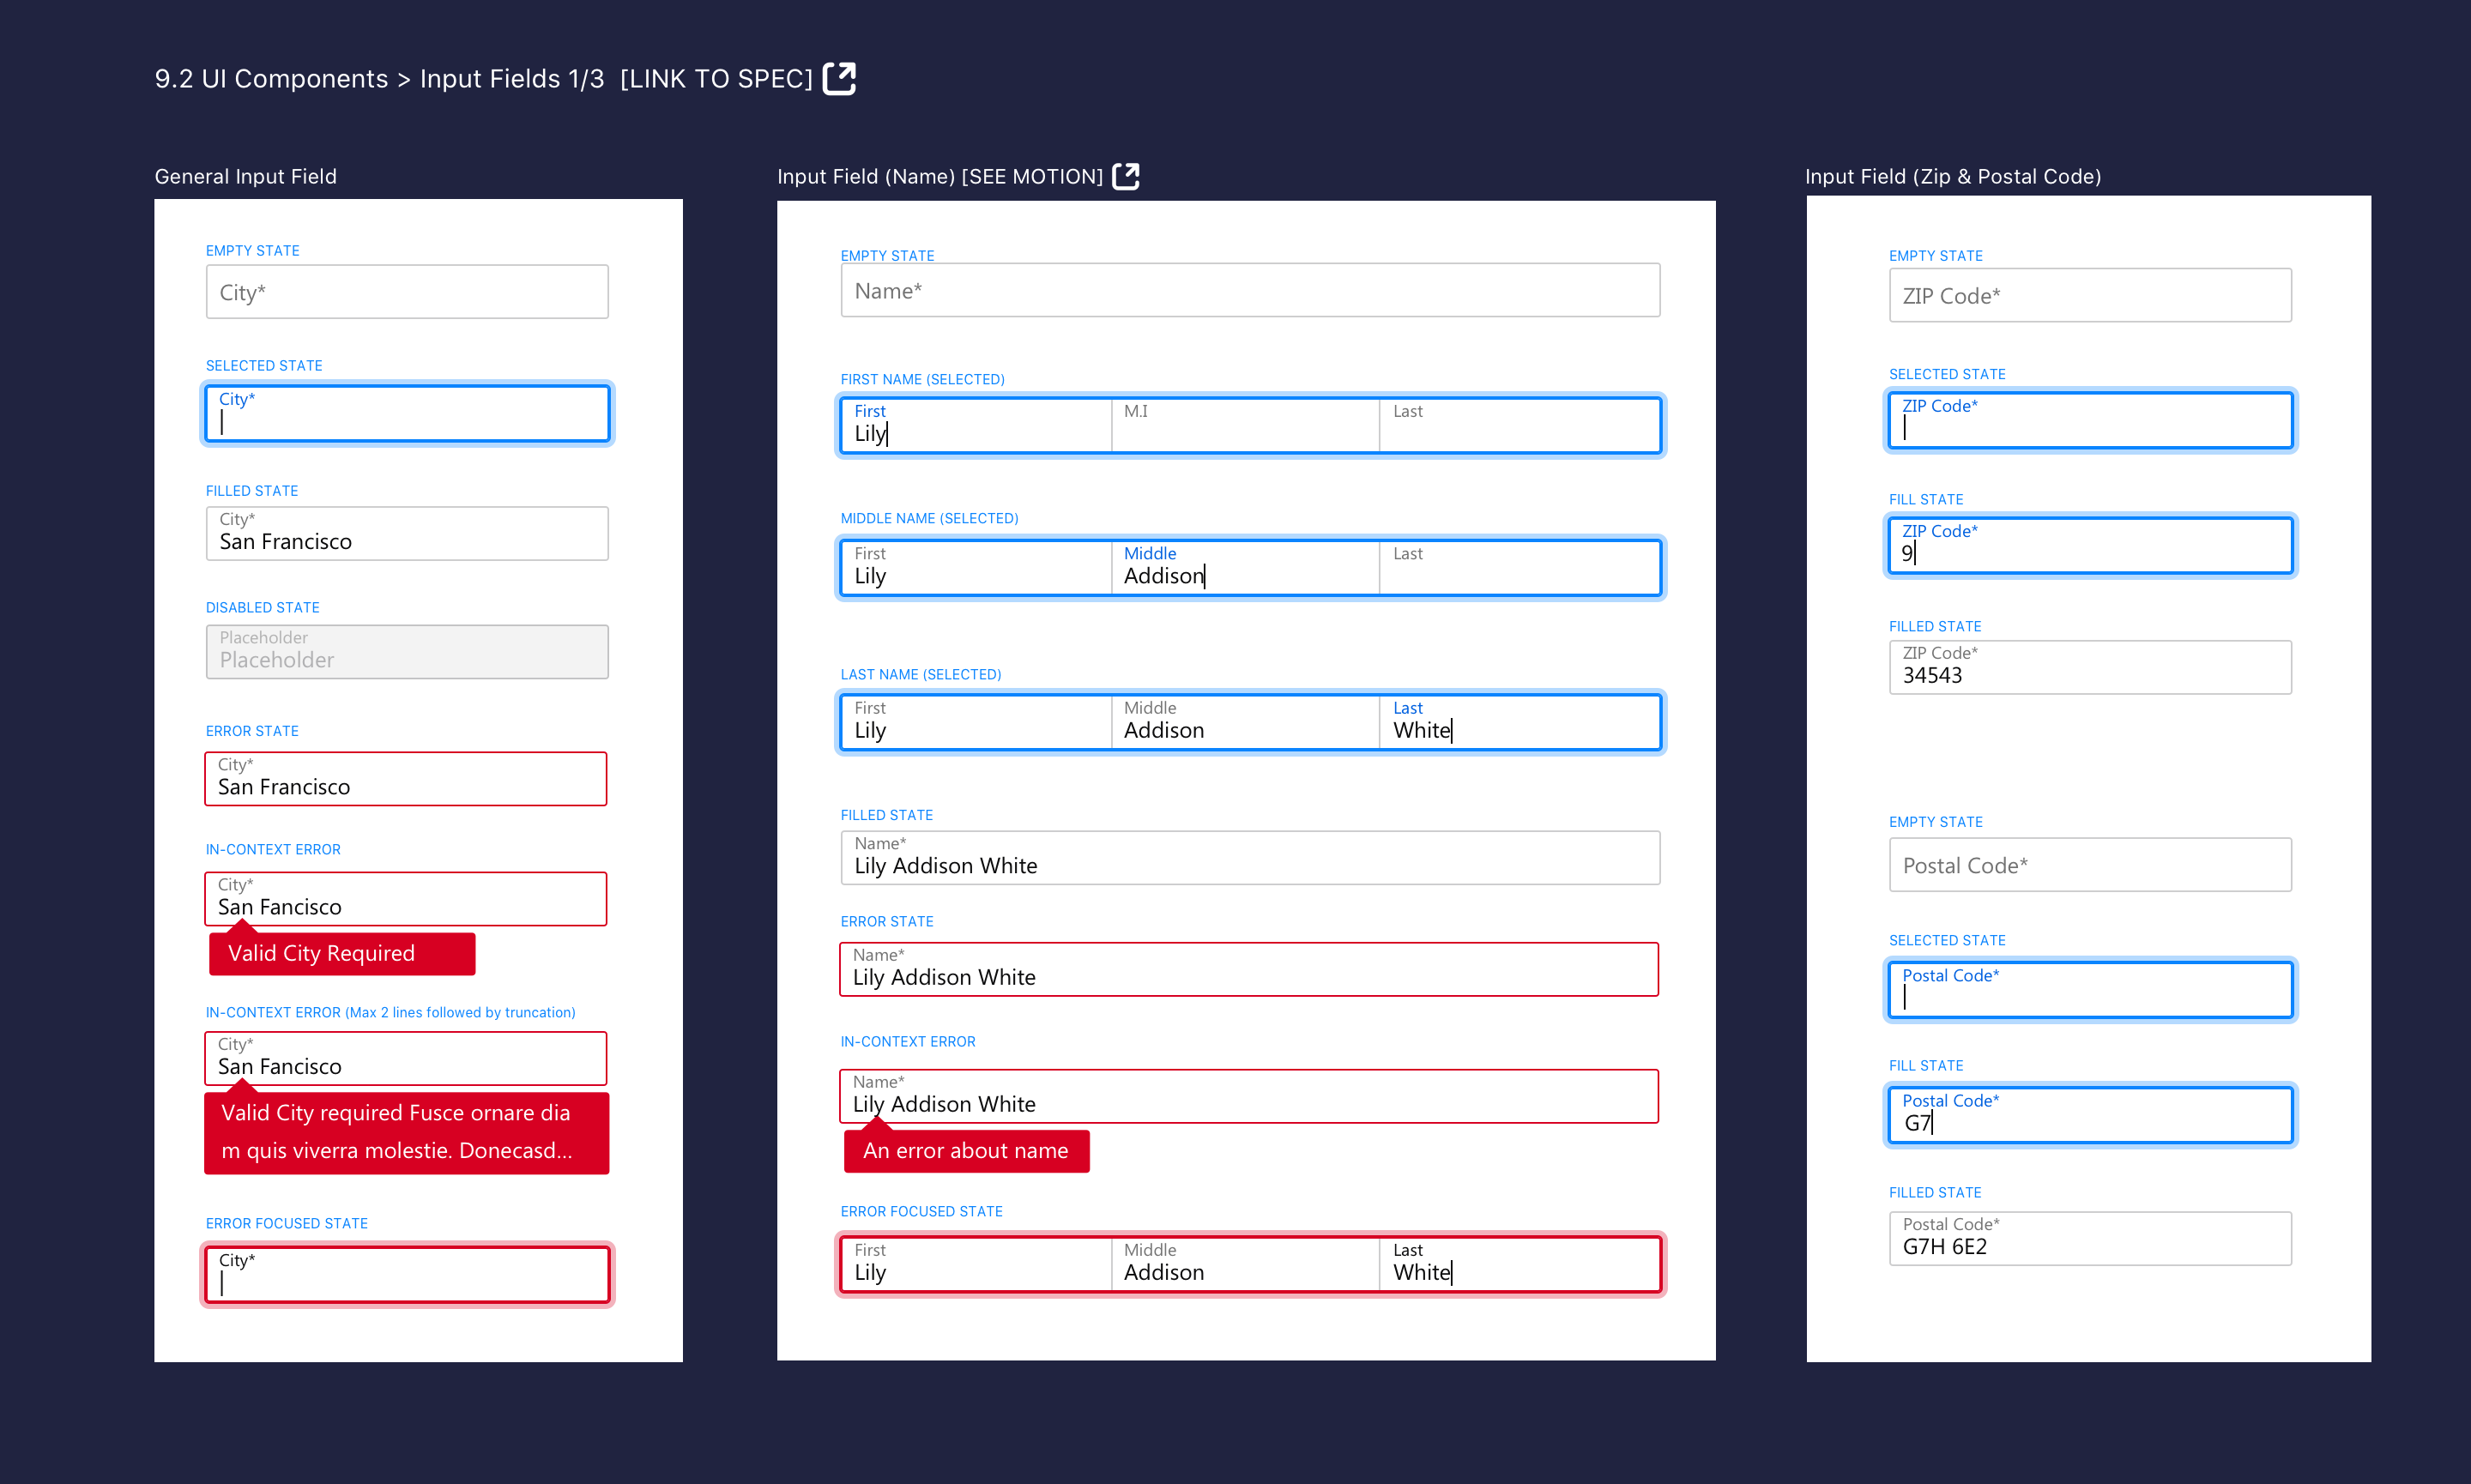 9.2 UI Components > Input Fields 1/3 [LINK TO SPEC]
General Input Field
EMPTY STATE
City*
SELECTED STATE
City*
FILLED STATE
City*
San Francisco
DISABLED STATE
Placeholder
Placeholder
ERROR STATE
City*
San Francisco
IN-CONTEXT ERROR
City*
San Fancisco
Valid City Required
IN-CONTEXT ERROR (Max 2 lines followed by truncation)
City*
San Fancisco
Valid City required Fusce ornare dia
m quis viverra molestie. Donecasd...
ERROR FOCUSED STATE
City*
Input Field (Name) [SEE MOTION]
EMPTY STATE
Name*
FIRST NAME (SELECTED)
First M.I Last
Lily
MIDDLE NAME (SELECTED)
First Middle Last
Lily Addison
LAST NAME (SELECTED)
First Middle Last
Lily Addison White
FILLED STATE
Name*
Lily Addison White
ERROR STATE
Name*
Lily Addison White
IN-CONTEXT ERROR
Name*
Lily Addison White
An error about name
ERROR FOCUSED STATE
First Middle Last
Lily Addison White
Input Field (Zip & Postal Code)
EMPTY STATE
ZIP Code*
SELECTED STATE
ZIP Code*
FILL STATE
ZIP Code*
9
FILLED STATE
ZIP Code*
34543
EMPTY STATE
Postal Code*
SELECTED STATE
Postal Code*
FILL STATE
Postal Code*
G7
FILLED STATE
Postal Code*
G7H 6E2